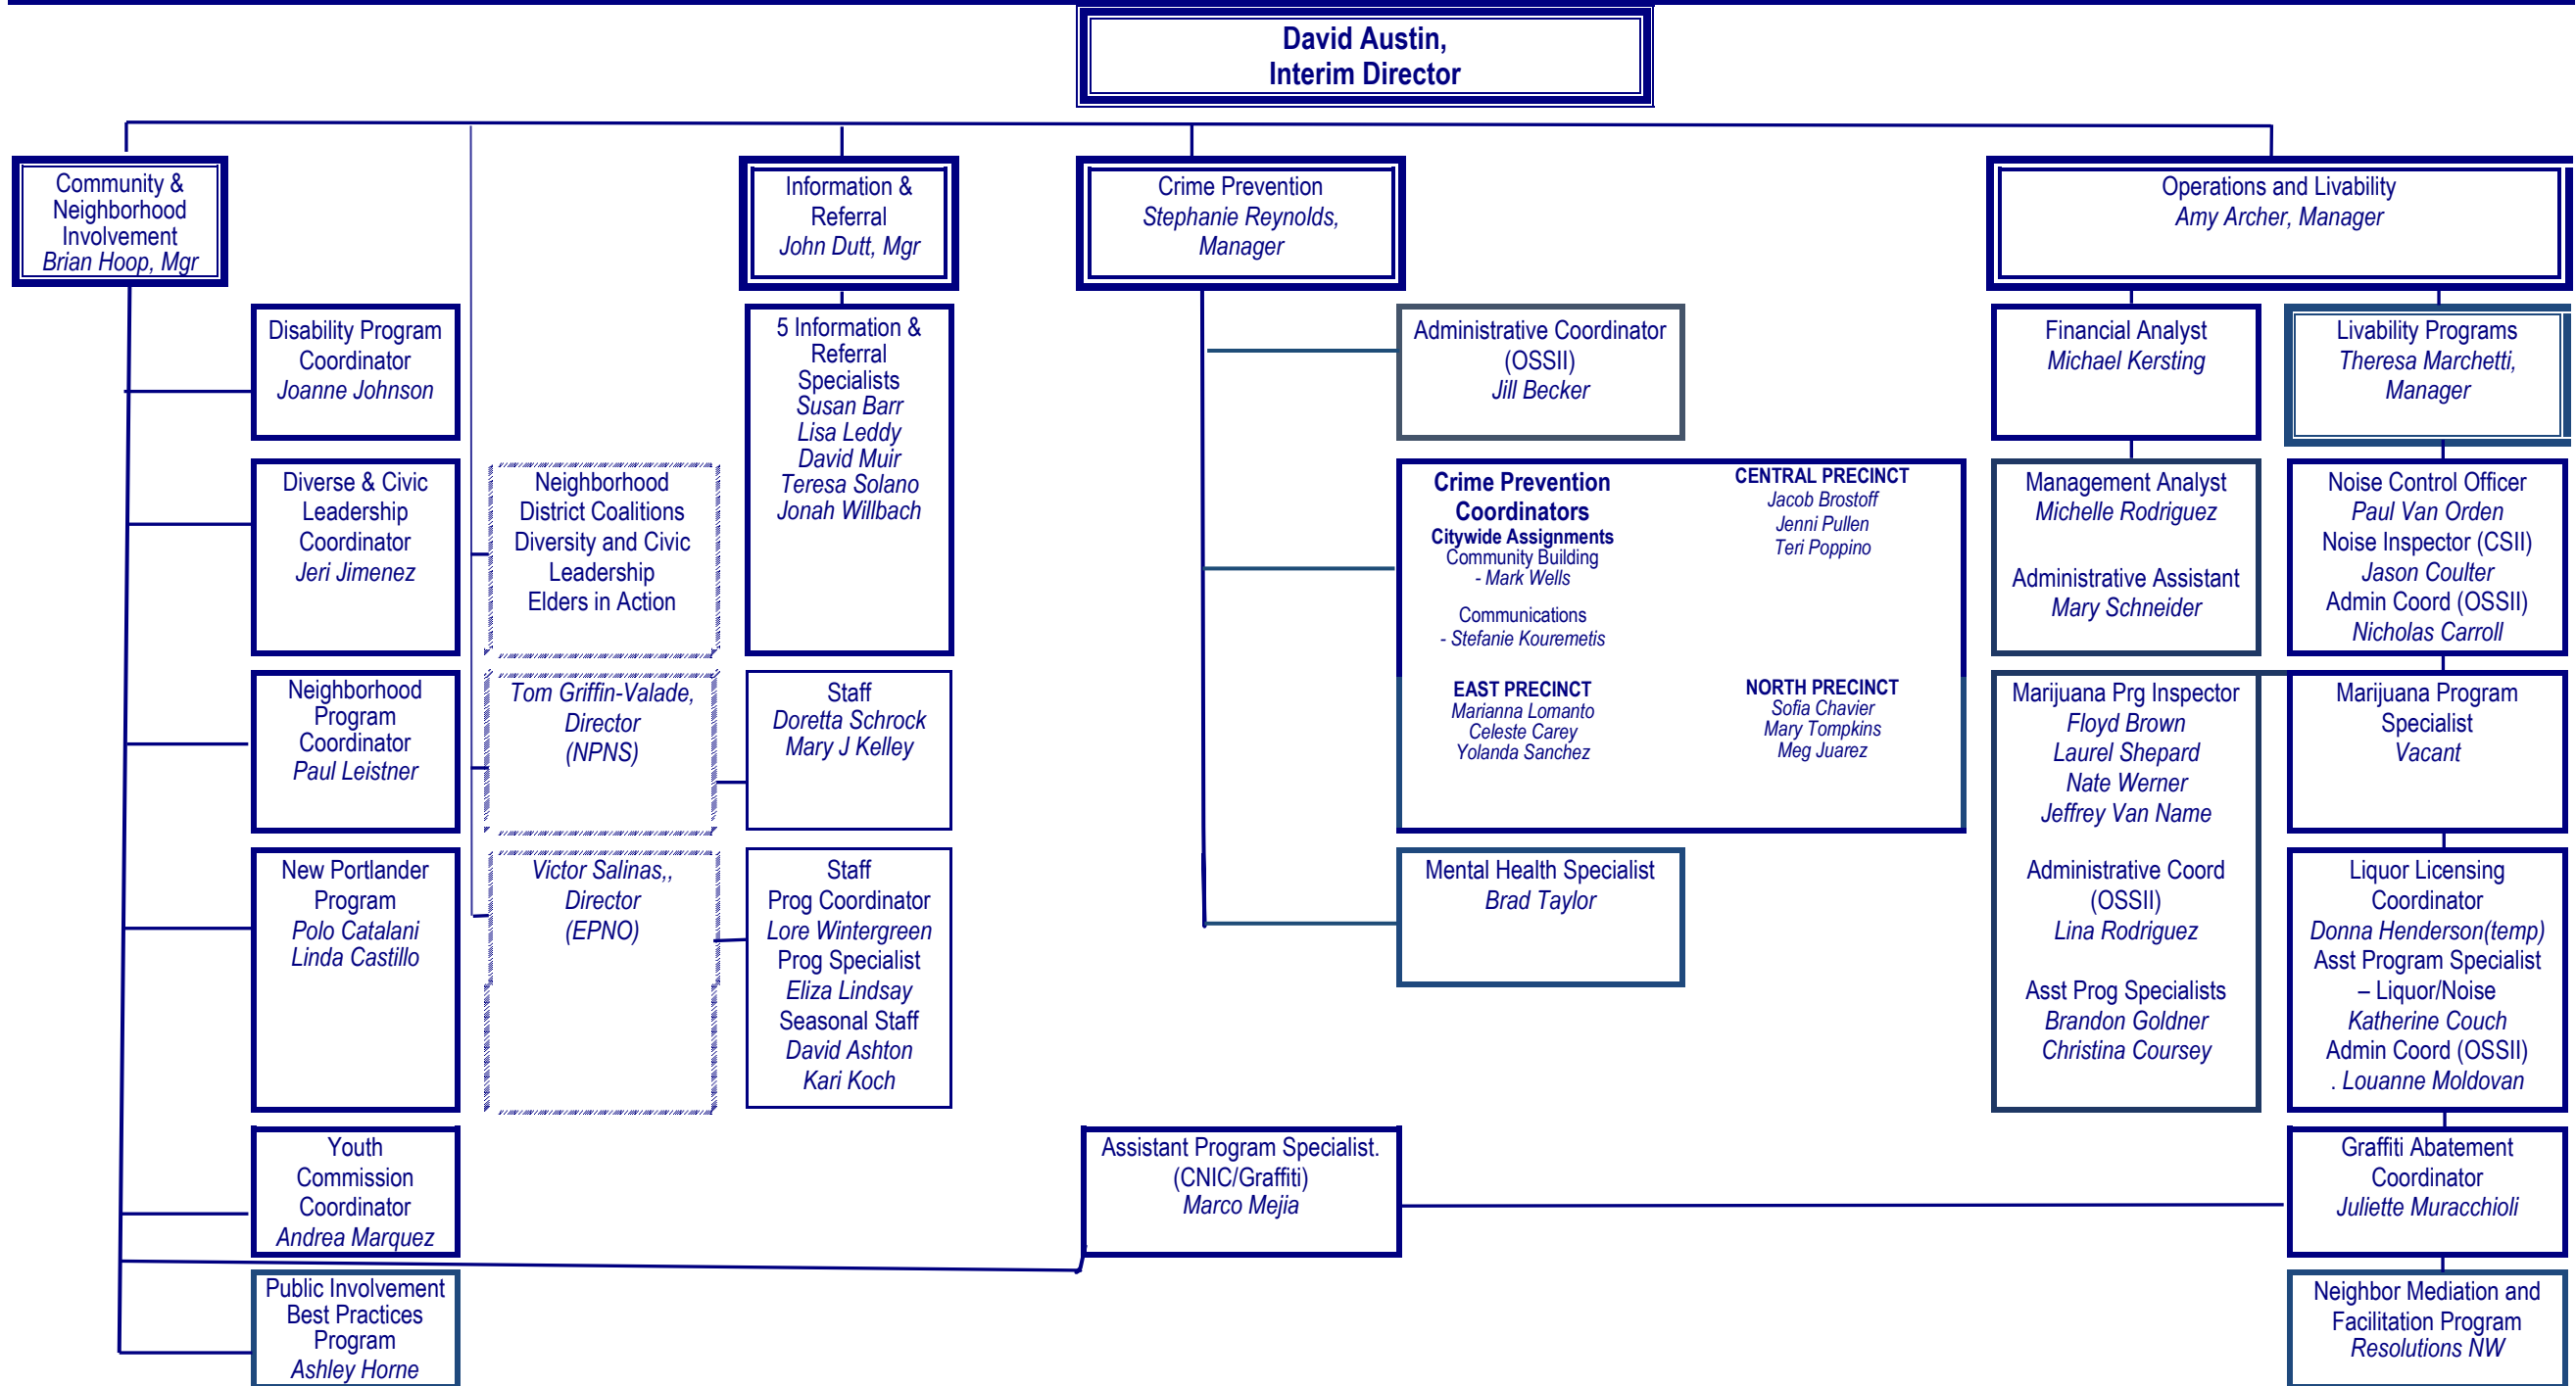 David Austin,
Interim Director
Community &
Neighborhood
Involvement
Brian Hoop, Mgr
Information &
Referral
John Dutt, Mgr
Crime Prevention
Stephanie Reynolds,
Manager
Operations and Livability
Amy Archer, Manager
Disability Program
Coordinator
Joanne Johnson
5 Information &
Referral
Specialists
Susan Barr
Lisa Leddy
David Muir
Teresa Solano
Jonah Willbach
Administrative Coordinator
(OSSII)
Jill Becker
Financial Analyst
Michael Kersting
Livability Programs
Theresa Marchetti,
Manager
Diverse & Civic
Leadership
Coordinator
Jeri Jimenez
Neighborhood
District Coalitions
Diversity and Civic
Leadership
Elders in Action
Crime Prevention
Coordinators
Citywide Assignments
Community Building
- Mark Wells
Communications
- Stefanie Kouremetis
CENTRAL PRECINCT
Jacob Brostoff
Jenni Pullen
Teri Poppino
EAST PRECINCT
Marianna Lomanto
Celeste Carey
Yolanda Sanchez
NORTH PRECINCT
Sofia Chavier
Mary Tompkins
Meg Juarez
Management Analyst
Michelle Rodriguez
Administrative Assistant
Mary Schneider
Noise Control Officer
Paul Van Orden
Noise Inspector (CSII)
Jason Coulter
Admin Coord (OSSII)
Nicholas Carroll
Neighborhood
Program
Coordinator
Paul Leistner
Tom Griffin-Valade,
Director
(NPNS)
Staff
Doretta Schrock
Mary J Kelley
Marijuana Prg Inspector
Floyd Brown
Laurel Shepard
Nate Werner
Jeffrey Van Name
Administrative Coord
(OSSII)
Lina Rodriguez
Asst Prog Specialists
Brandon Goldner
Christina Coursey
Marijuana Program
Specialist
Vacant
New Portlander
Program
Polo Catalani
Linda Castillo
Victor Salinas,,
Director
(EPNO)
Staff
Prog Coordinator
Lore Wintergreen
Prog Specialist
Eliza Lindsay
Seasonal Staff
David Ashton
Kari Koch
Mental Health Specialist
Brad Taylor
Liquor Licensing
Coordinator
Donna Henderson(temp)
Asst Program Specialist
– Liquor/Noise
Katherine Couch
Admin Coord (OSSII)
. Louanne Moldovan
Youth
Commission
Coordinator
Andrea Marquez
Assistant Program Specialist.
(CNIC/Graffiti)
Marco Mejia
Graffiti Abatement
Coordinator
Juliette Muracchioli
Public Involvement
Best Practices
Program
Ashley Horne
Neighbor Mediation and
Facilitation Program
Resolutions NW